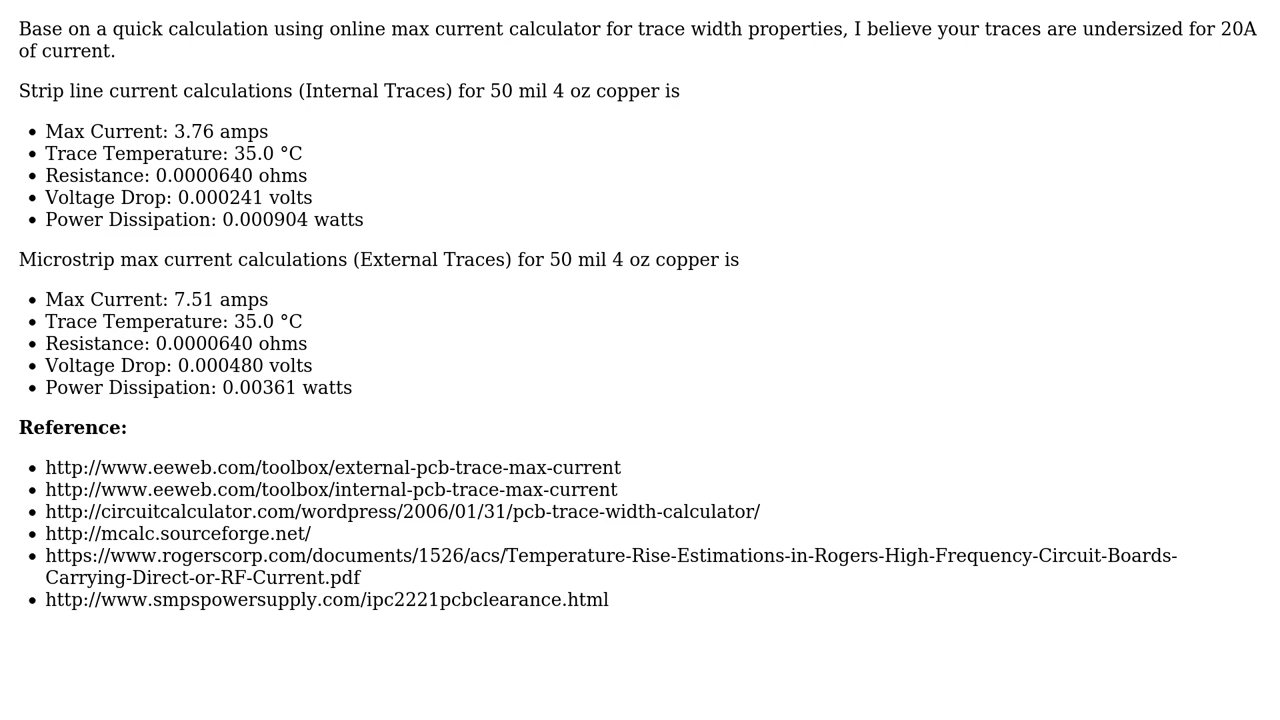 Base on a quick calculation using online max current calculator for trace width properties, I believe your traces are undersized for 20A
of current.
Strip line current calculations (Internal Traces) for 50 mil 4 oz copper is
• Max Current: 3.76 amps
• Trace Temperature: 35.0 °C
• Resistance: 0.0000640 ohms
• Voltage Drop: 0.000241 volts
• Power Dissipation: 0.000904 watts
Microstrip max current calculations (External Traces) for 50 mil 4 oz copper is
• Max Current: 7.51 amps
• Trace Temperature: 35.0 °C
• Resistance: 0.0000640 ohms
• Voltage Drop: 0.000480 volts
• Power Dissipation: 0.00361 watts
Reference:
• http://www.eeweb.com/toolbox/external-pcb-trace-max-current
• http://www.eeweb.com/toolbox/internal-pcb-trace-max-current
• http://circuitcalculator.com/wordpress/2006/01/31/pcb-trace-width-calculator/
• http://mcalc.sourceforge.net/
• https://www.rogerscorp.com/documents/1526/acs/Temperature-Rise-Estimations-in-Rogers-High-Frequency-Circuit-Boards-
Carrying-Direct-or-RF-Current.pdf
• http://www.smpspowersupply.com/ipc2221pcbclearance.html